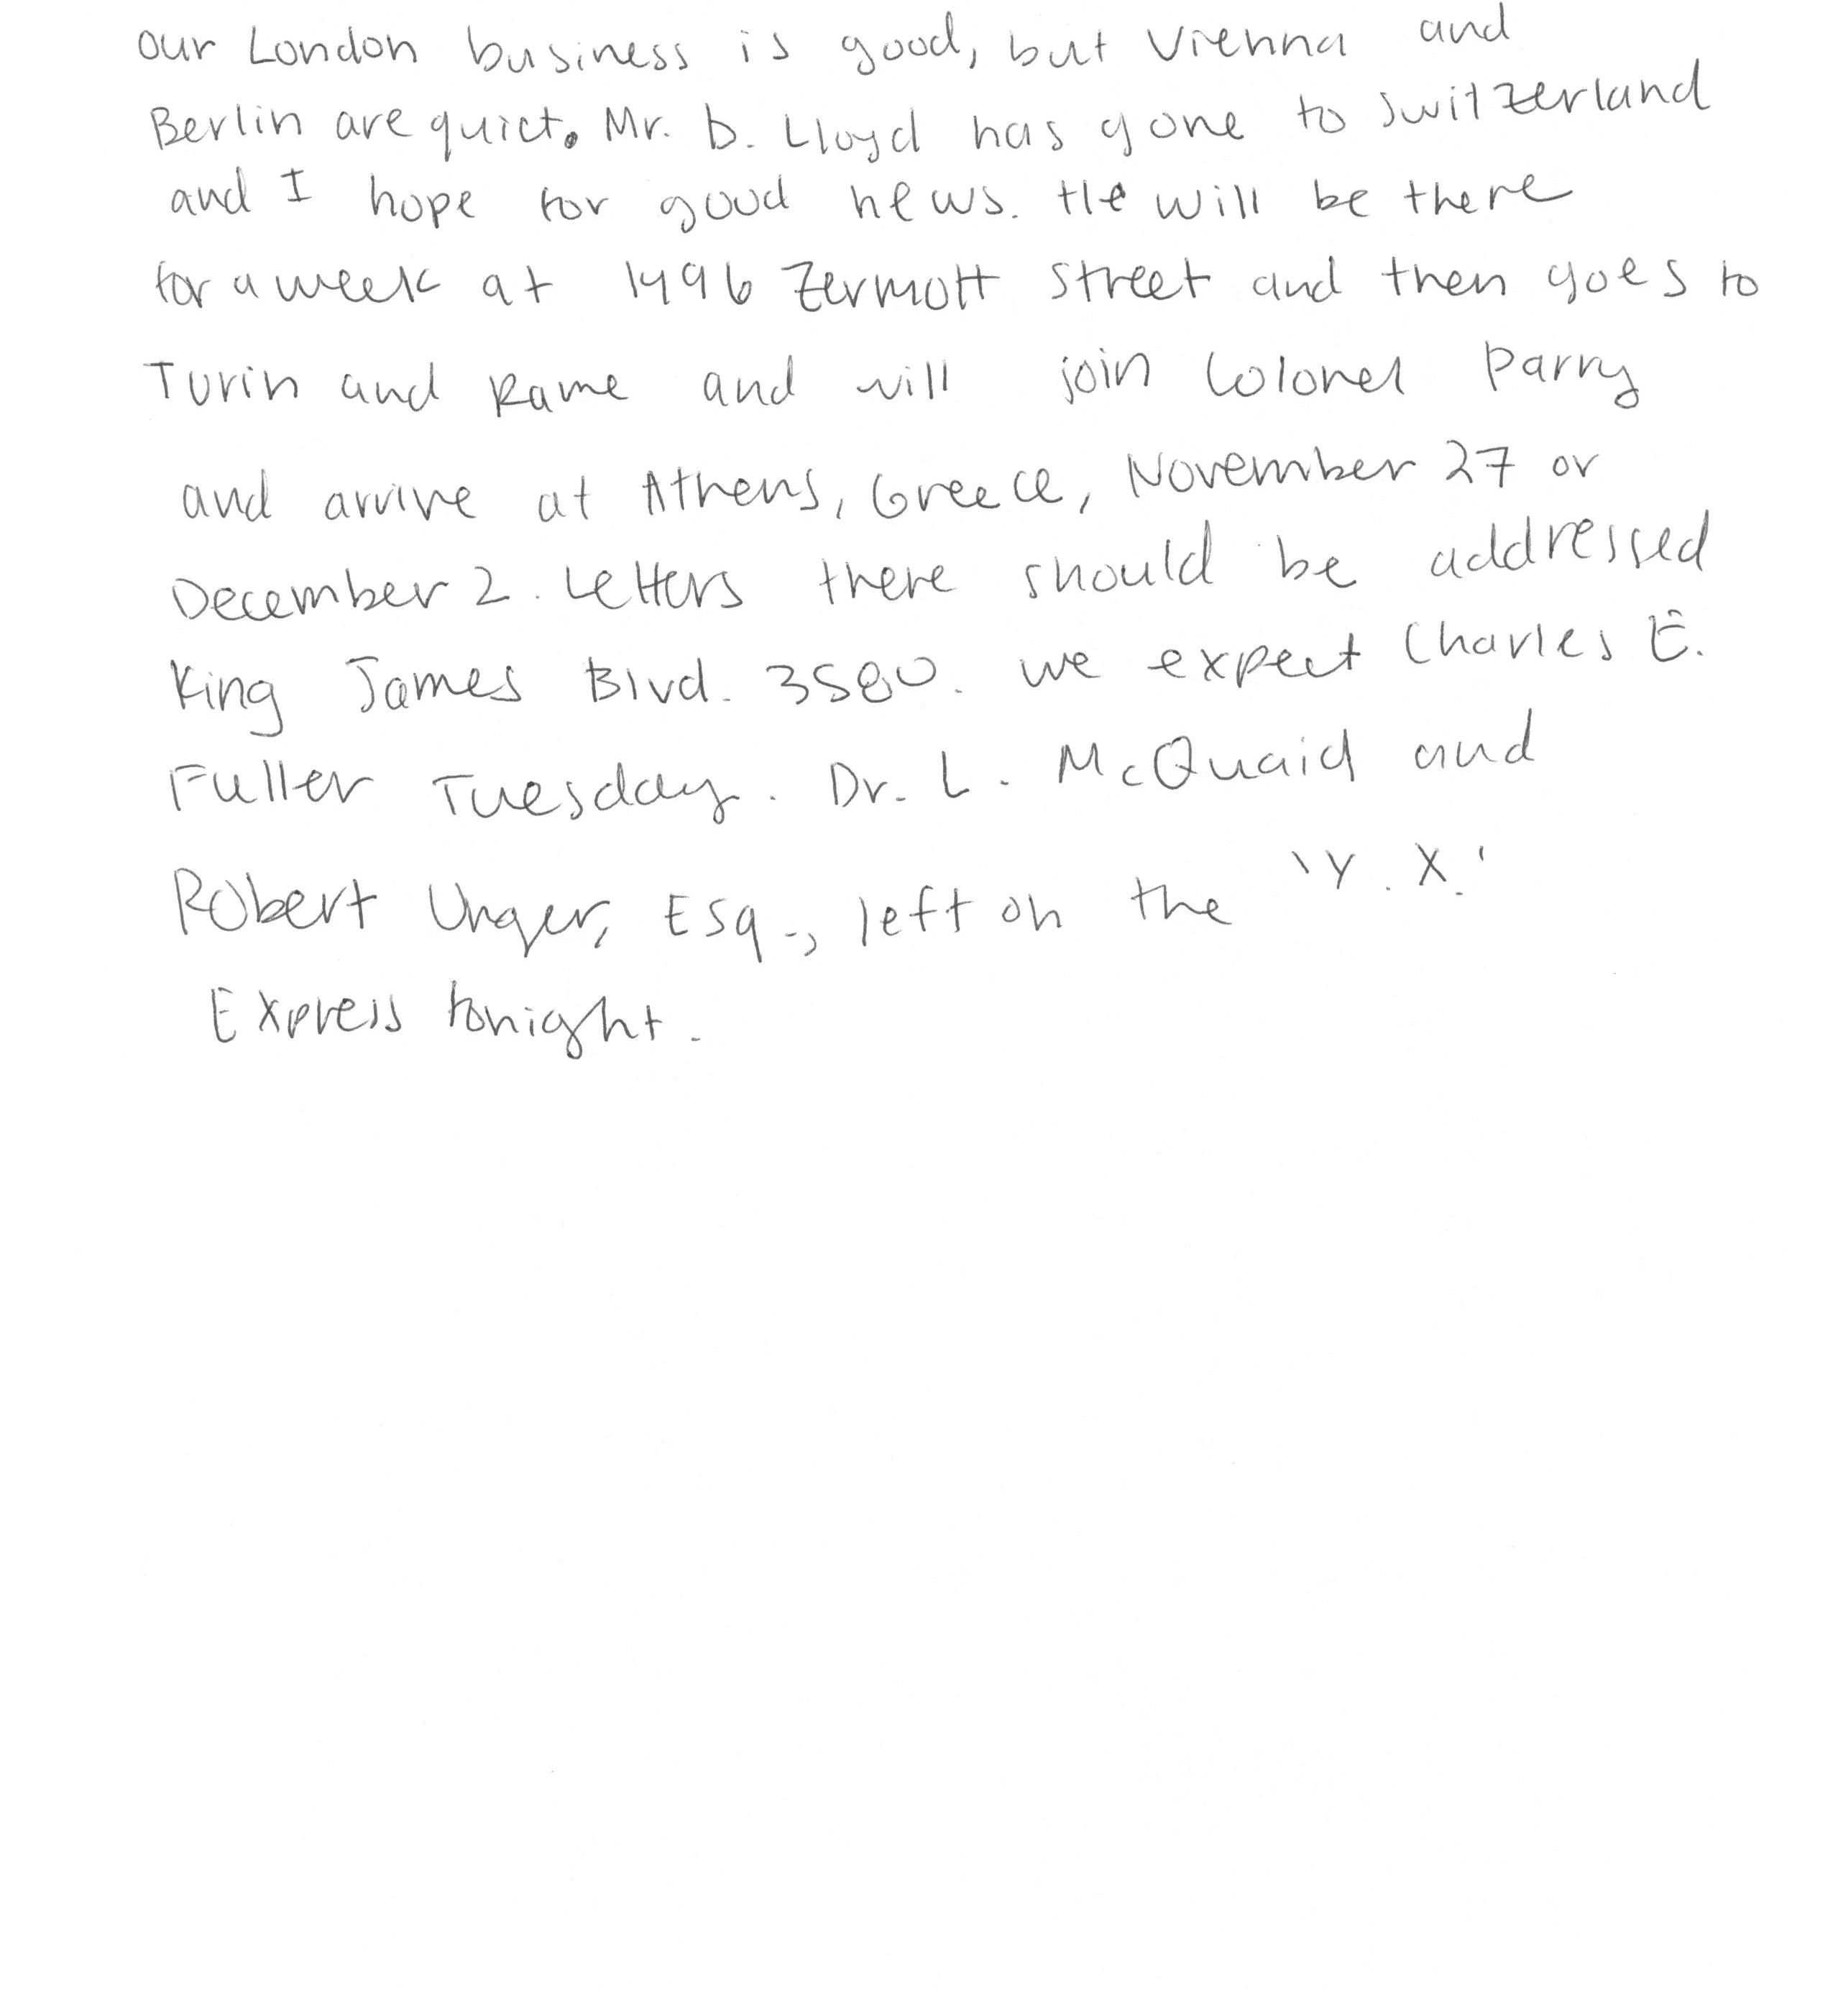 our London business is good, but Vienna and
Berlin are quiet. Mr. D. Lloyd has gone to Switzerland
and I hope for good news. He will be there
for a week at 1496 Zermott Street and then goes to
Turin and Rame and will join Colonel Parry
and arrive at Athens, Greece, November 27 or
December 2. Letters there should be addressed
King James Blvd. 3580. We expect Charles E.
Fuller Tuesday. Dr. L. McQuaid and
Robert Unger, Esq., left on the 'Y. X.'
Express tonight.